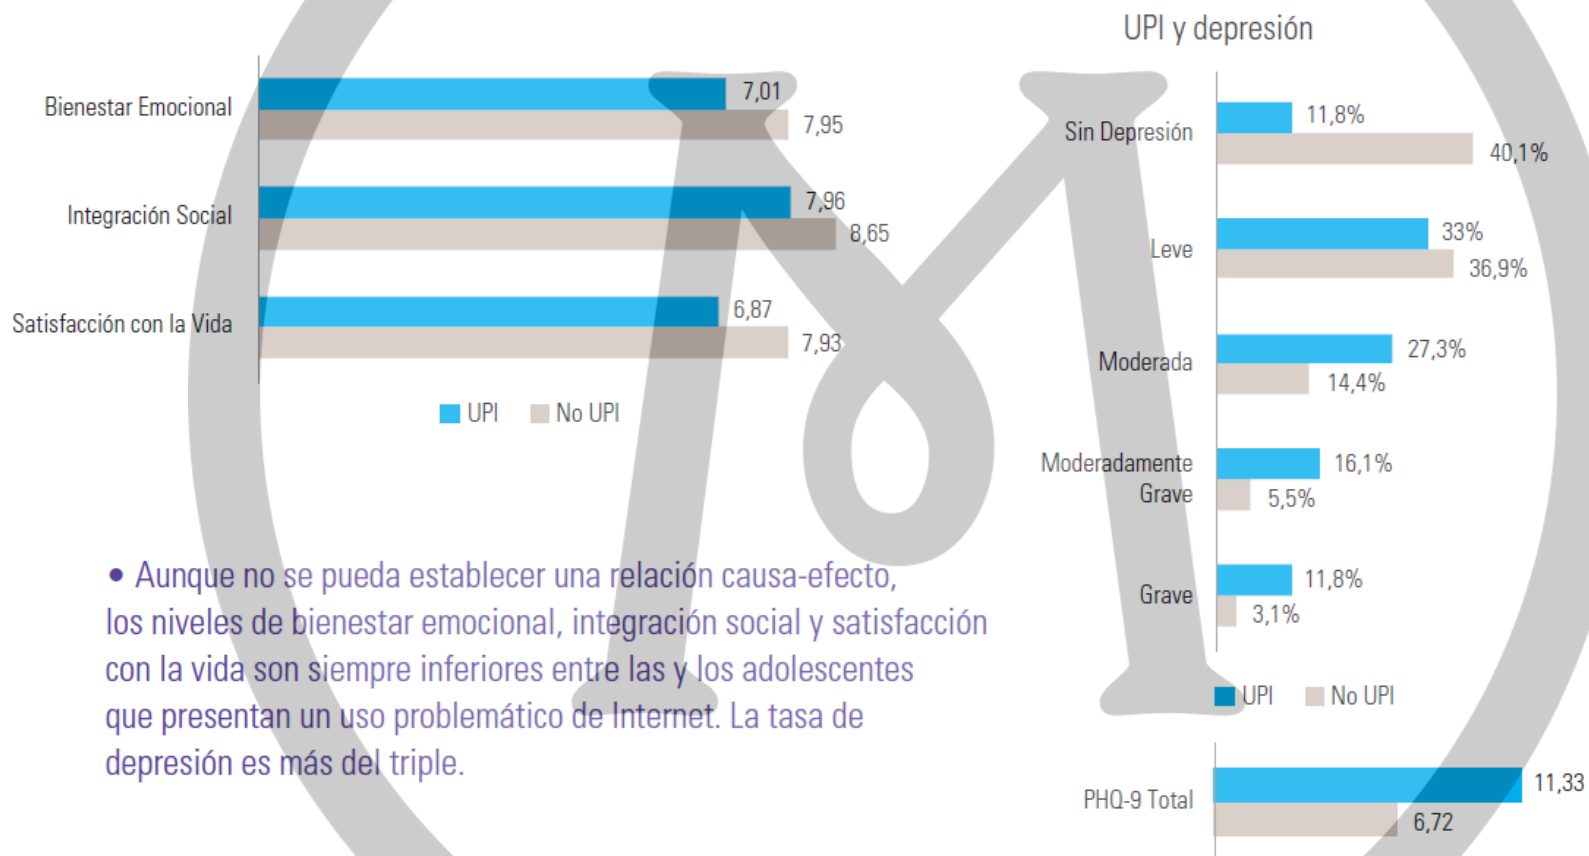 Bienestar Emocional
7,01
7,95
Integración Social
7,96
8,65
Satisfacción con la Vida
6,87
7,93
UPI
No UPI
• Aunque no se pueda establecer una relación causa-efecto,
los niveles de bienestar emocional, integración social y satisfacción
con la vida son siempre inferiores entre las y los adolescentes
que presentan un uso problemático de Internet. La tasa de
depresión es más del triple.
UPI y depresión
Sin Depresión
11,8%
40,1%
Leve
33%
36,9%
Moderada
27,3%
14,4%
Moderadamente
Grave
16,1%
5,5%
Grave
11,8%
3,1%
UPI
No UPI
PHQ-9 Total
11,33
6,72